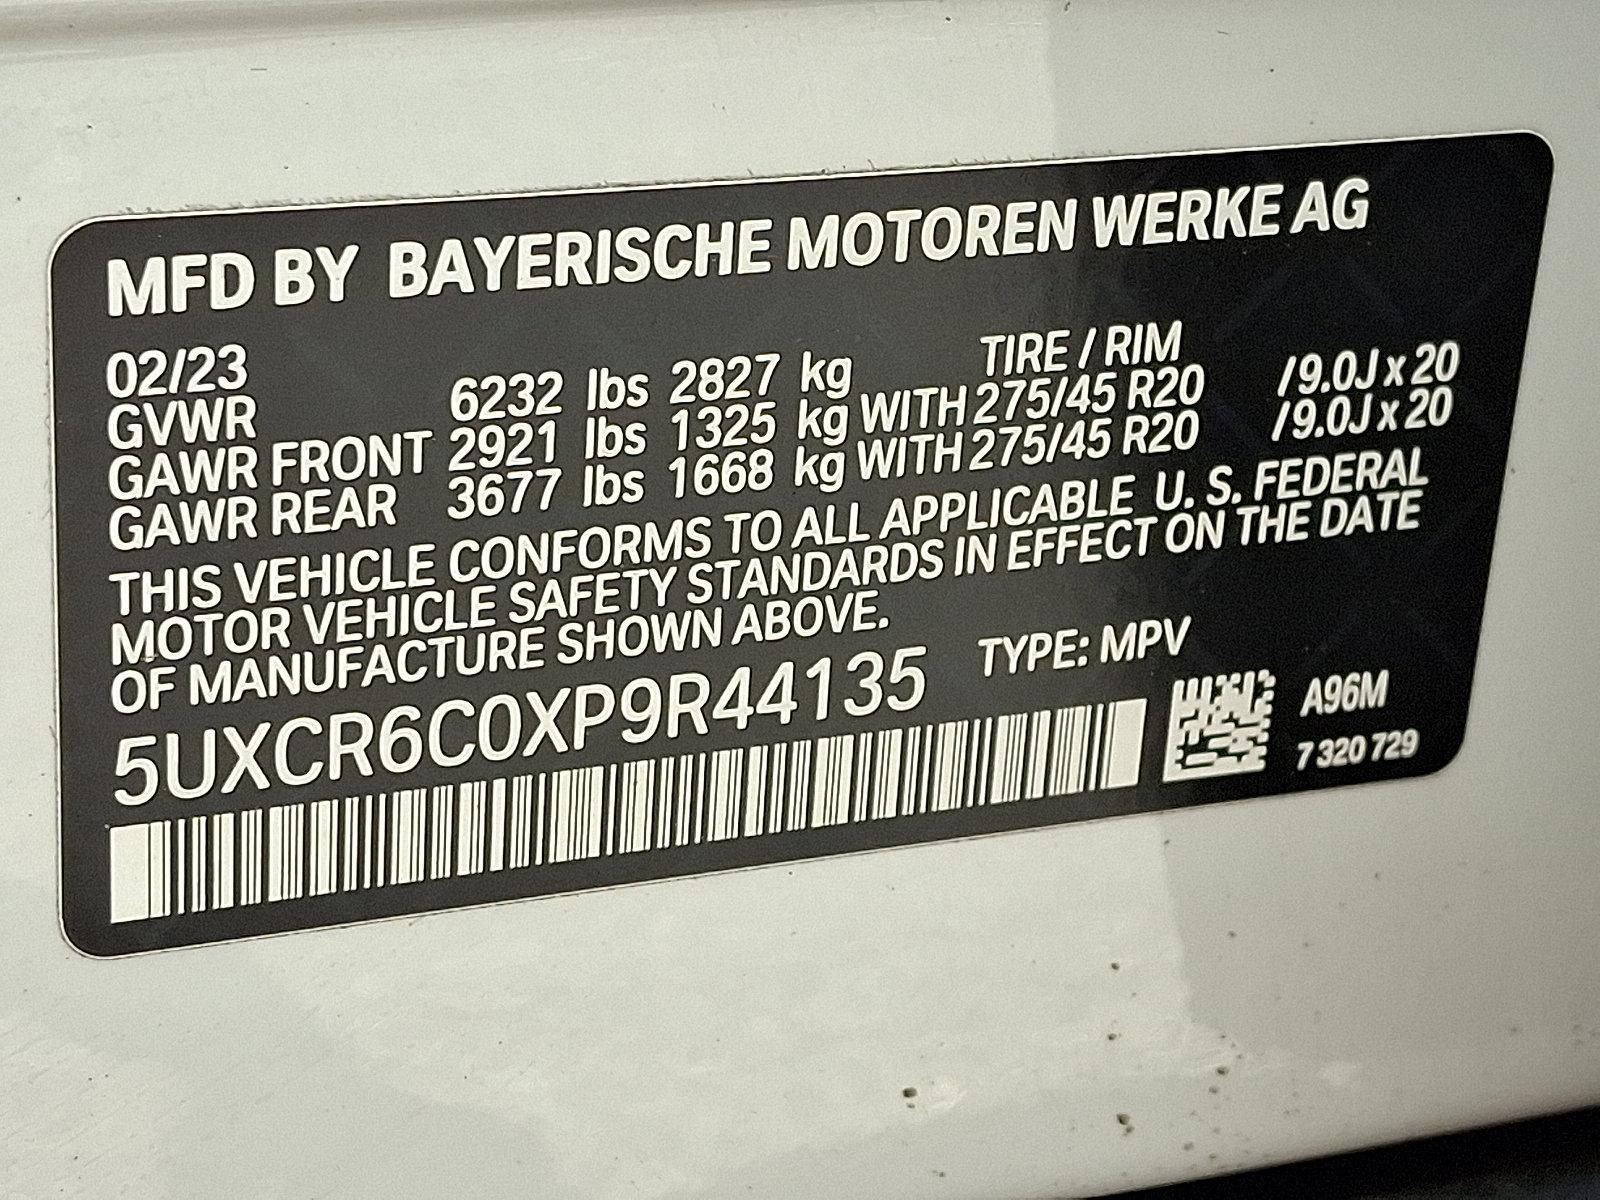 MFD BY BAYERISCHE MOTOREN WERKE AG
02/23 TIRE / RIM
GVWR 6232 lbs 2827 kg
GAWR FRONT 2921 lbs 1325 kg WITH 275/45 R20 /9.0J x 20
GAWR REAR 3677 lbs 1668 kg WITH 275/45 R20 /9.0J x 20
THIS VEHICLE CONFORMS TO ALL APPLICABLE U. S. FEDERAL
MOTOR VEHICLE SAFETY STANDARDS IN EFFECT ON THE DATE
OF MANUFACTURE SHOWN ABOVE.
5UXCR6C0XP9R44135 TYPE: MPV
A96M
7 320 729